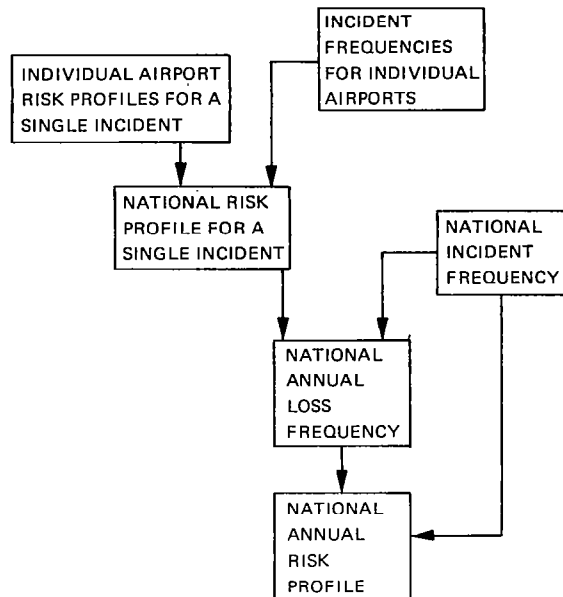 INCIDENT
FREQUENCIES
FOR INDIVIDUAL
AIRPORTS
INDIVIDUAL AIRPORT
RISK PROFILES FOR A
SINGLE INCIDENT
NATIONAL RISK
PROFILE FOR A
SINGLE INCIDENT
NATIONAL
INCIDENT
FREQUENCY
NATIONAL
ANNUAL
LOSS
FREQUENCY
NATIONAL
ANNUAL
RISK
PROFILE